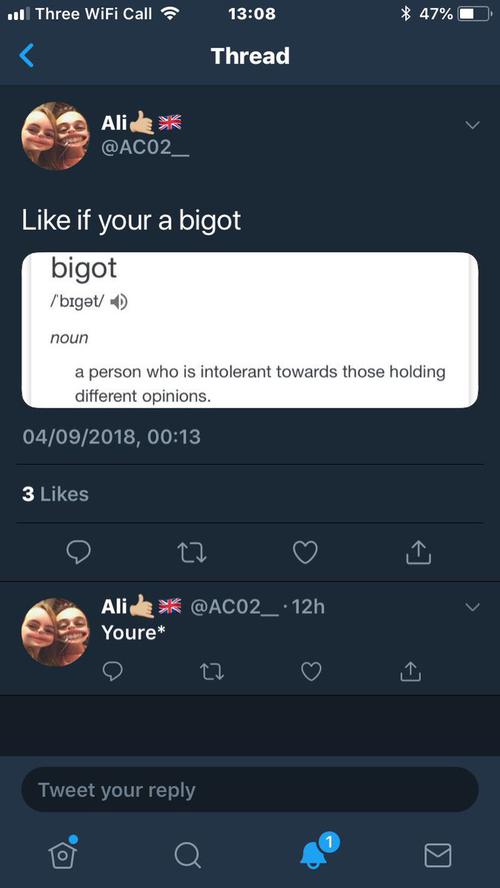 Three WiFi Call 13:08 47%
Thread
Ali👍🏼🇬🇧
@AC02__
Like if your a bigot
bigot
/ˈbɪɡət/
noun
a person who is intolerant towards those holding
different opinions.
04/09/2018, 00:13
3 Likes
Ali👍🏼🇬🇧 @AC02__ · 12h
Youre*
Tweet your reply
1